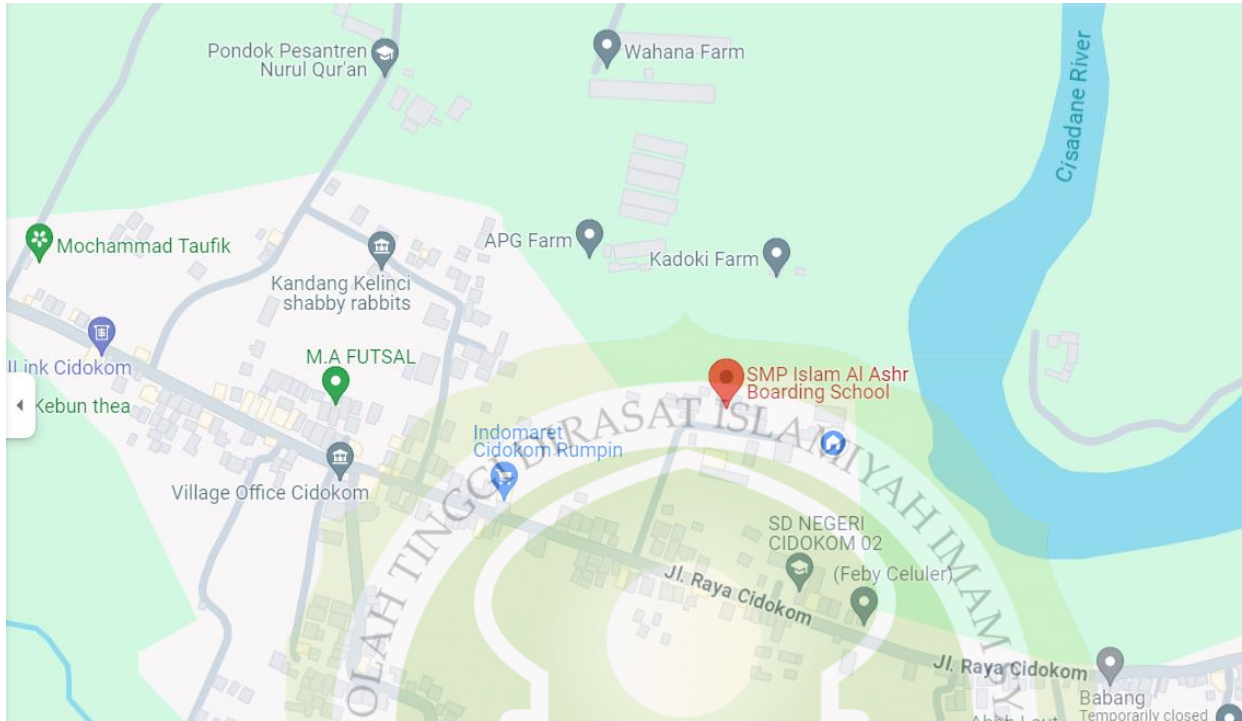 Pondok Pesantren
Nurul Qur'an
Wahana Farm
Cisadane River
Mochammad Taufik
APG Farm
Kadoki Farm
Kandang Kelinci
shabby rabbits
Link Cidokom
M.A FUTSAL
SMP Islam Al Ashr
Boarding School
Kebun thea
Indomaret
Cidokom Rumpin
Village Office Cidokom
OLAH TINGGI DIRASAT ISLAMIYAH IMAM SY
SD NEGERI
CIDOKOM 02
(Feby Celuler)
Jl. Raya Cidokom
Jl. Raya Cidokom
Babang
Temporarily closed